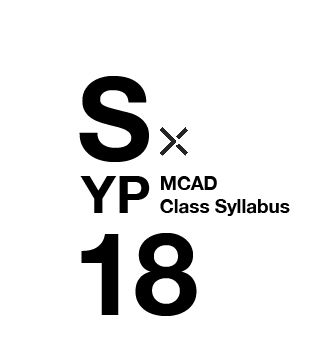 S×
YP MCAD
Class Syllabus
18